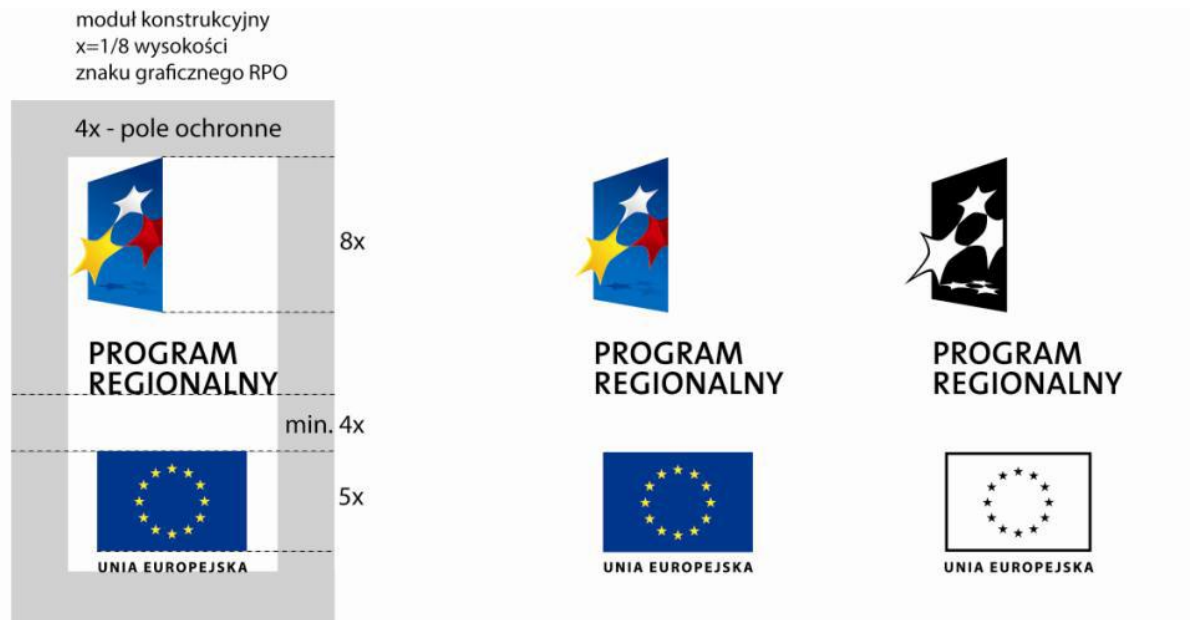 moduł konstrukcyjny
x=1/8 wysokości
znaku graficznego RPO
4x - pole ochronne
8x
PROGRAM
REGIONALNY
min. 4x
5x
UNIA EUROPEJSKA
PROGRAM
REGIONALNY
UNIA EUROPEJSKA
PROGRAM
REGIONALNY
UNIA EUROPEJSKA